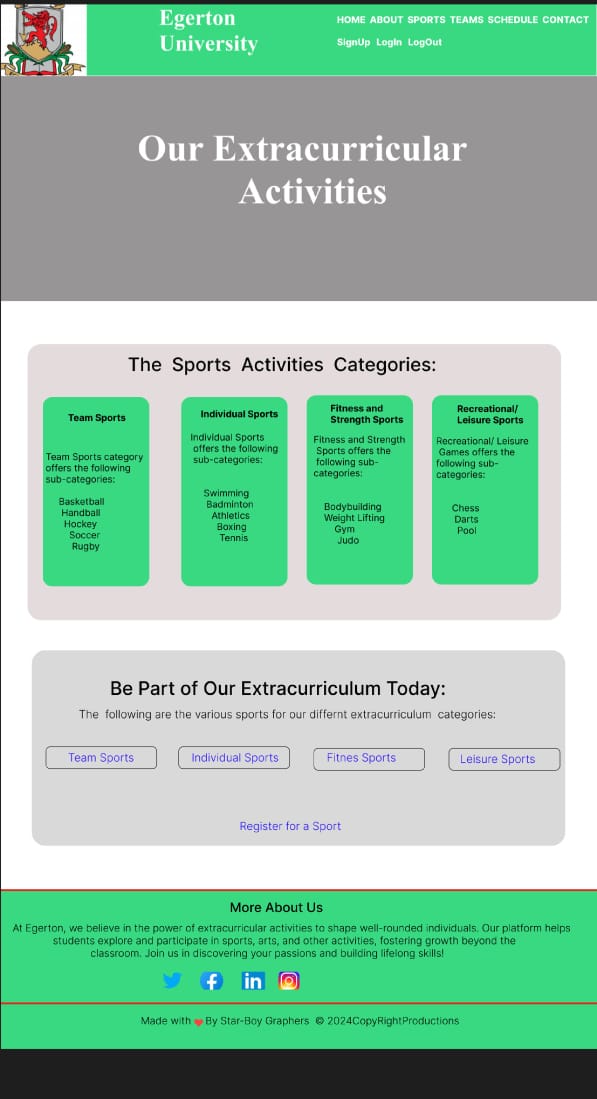 Egerton
University
HOME ABOUT SPORTS TEAMS SCHEDULE CONTACT
SignUp LogIn LogOut
Our Extracurricular
Activities
The Sports Activities Categories:
Team Sports
Team Sports category
offers the following
sub-categories:
Basketball
Handball
Hockey
Soccer
Rugby
Individual Sports
Individual Sports
offers the following
sub-categories:
Swimming
Badminton
Athletics
Boxing
Tennis
Fitness and
Strength Sports
Fitness and Strength
Sports offers the
following sub-
categories:
Bodybuilding
Weight Lifting
Gym
Judo
Recreational/
Leisure Sports
Recreational/ Leisure
Games offers the
following sub-
categories:
Chess
Darts
Pool
Be Part of Our Extracurriculum Today:
The following are the various sports for our differnt extracurriculum categories:
Team Sports
Individual Sports
Fitnes Sports
Leisure Sports
Register for a Sport
More About Us
At Egerton, we believe in the power of extracurricular activities to shape well-rounded individuals. Our platform helps
students explore and participate in sports, arts, and other activities, fostering growth beyond the
classroom. Join us in discovering your passions and building lifelong skills!
Made with ❤ By Star-Boy Graphers © 2024CopyRightProductions